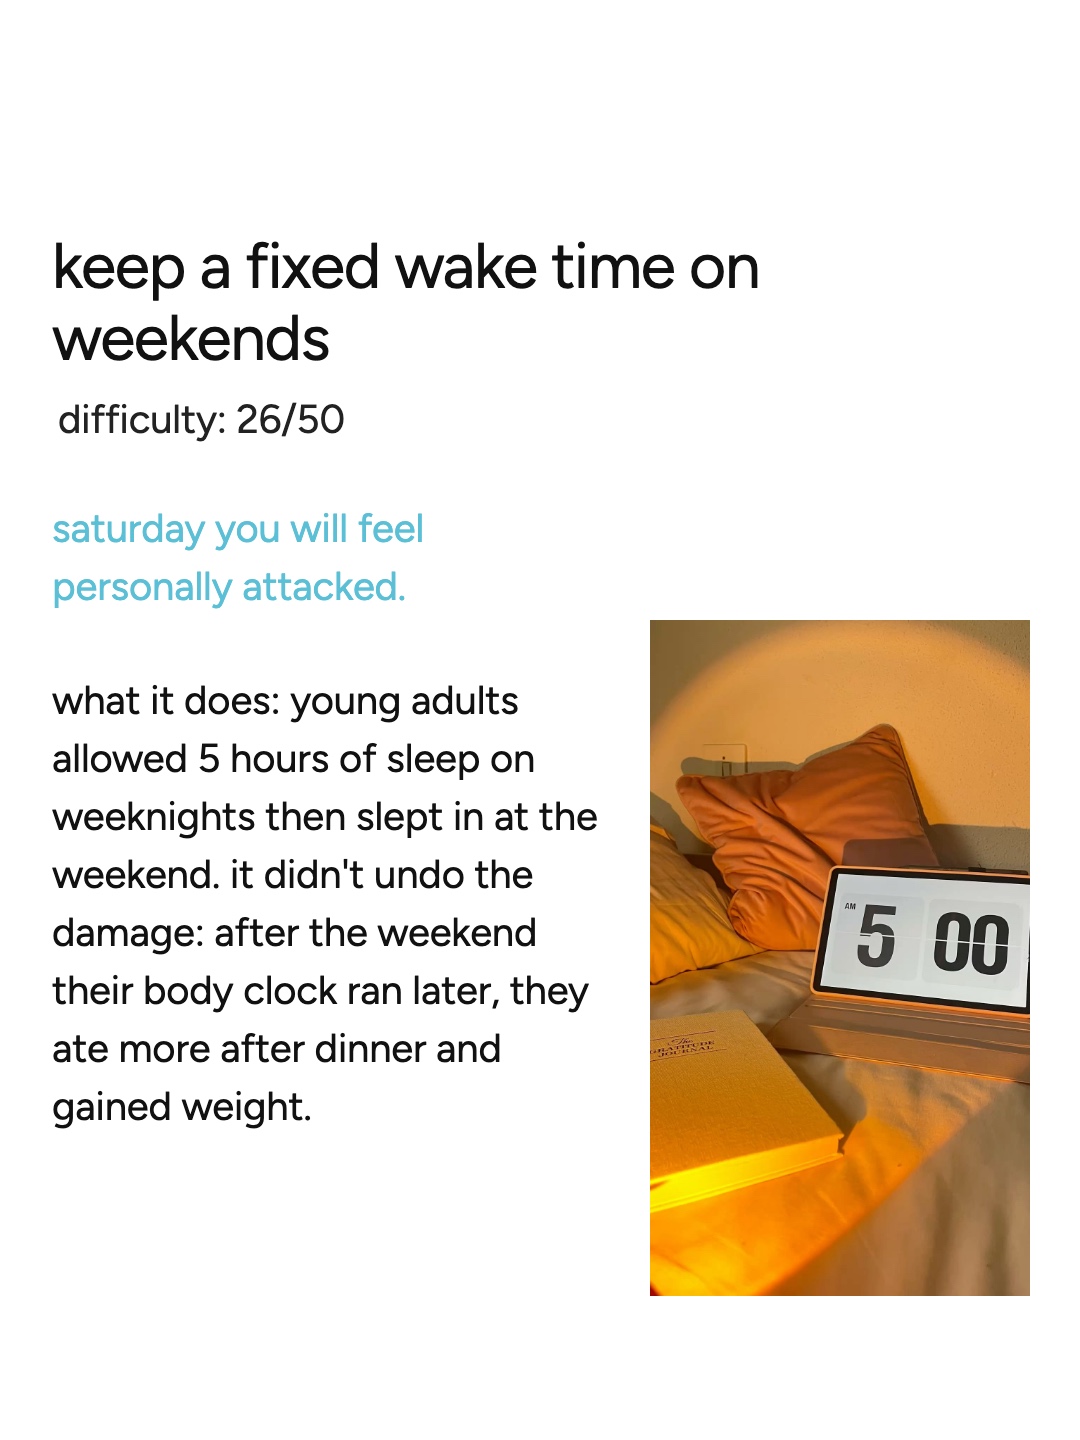 keep a fixed wake time on
weekends
difficulty: 26/50
saturday you will feel
personally attacked.
what it does: young adults
allowed 5 hours of sleep on
weeknights then slept in at the
weekend. it didn't undo the
damage: after the weekend
their body clock ran later, they
ate more after dinner and
gained weight.
AM
5 00
The
GRATITUDE
JOURNAL